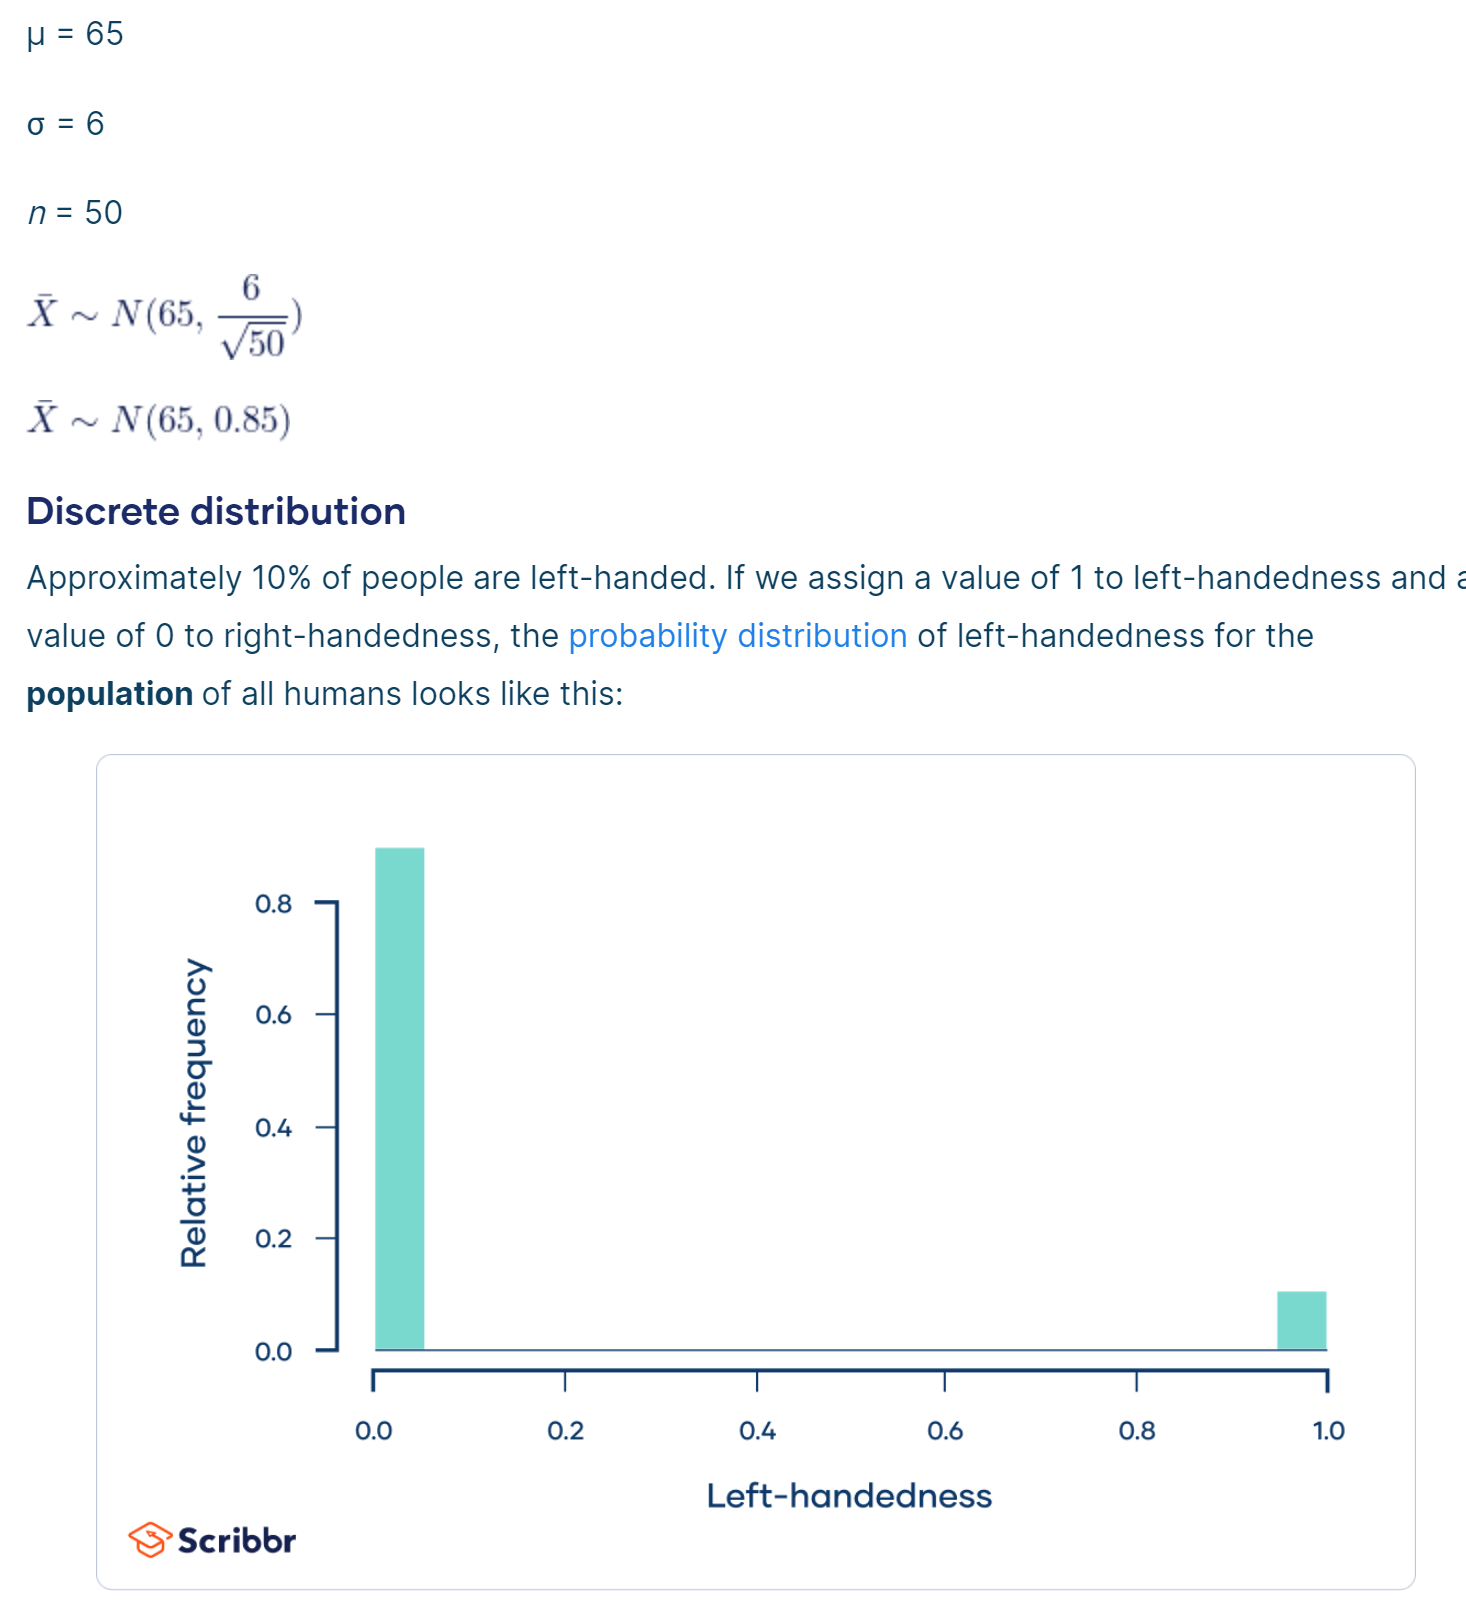 μ = 65
σ = 6
n = 50
X̄ ~ N(65, 6/√50)
X̄ ~ N(65, 0.85)
Discrete distribution
Approximately 10% of people are left-handed. If we assign a value of 1 to left-handedness and
value of 0 to right-handedness, the probability distribution of left-handedness for the
population of all humans looks like this:
0.8
0.6
0.4
0.2
0.0
Relative frequency
0.0 0.2 0.4 0.6 0.8 1.0
Left-handedness
Scribbr